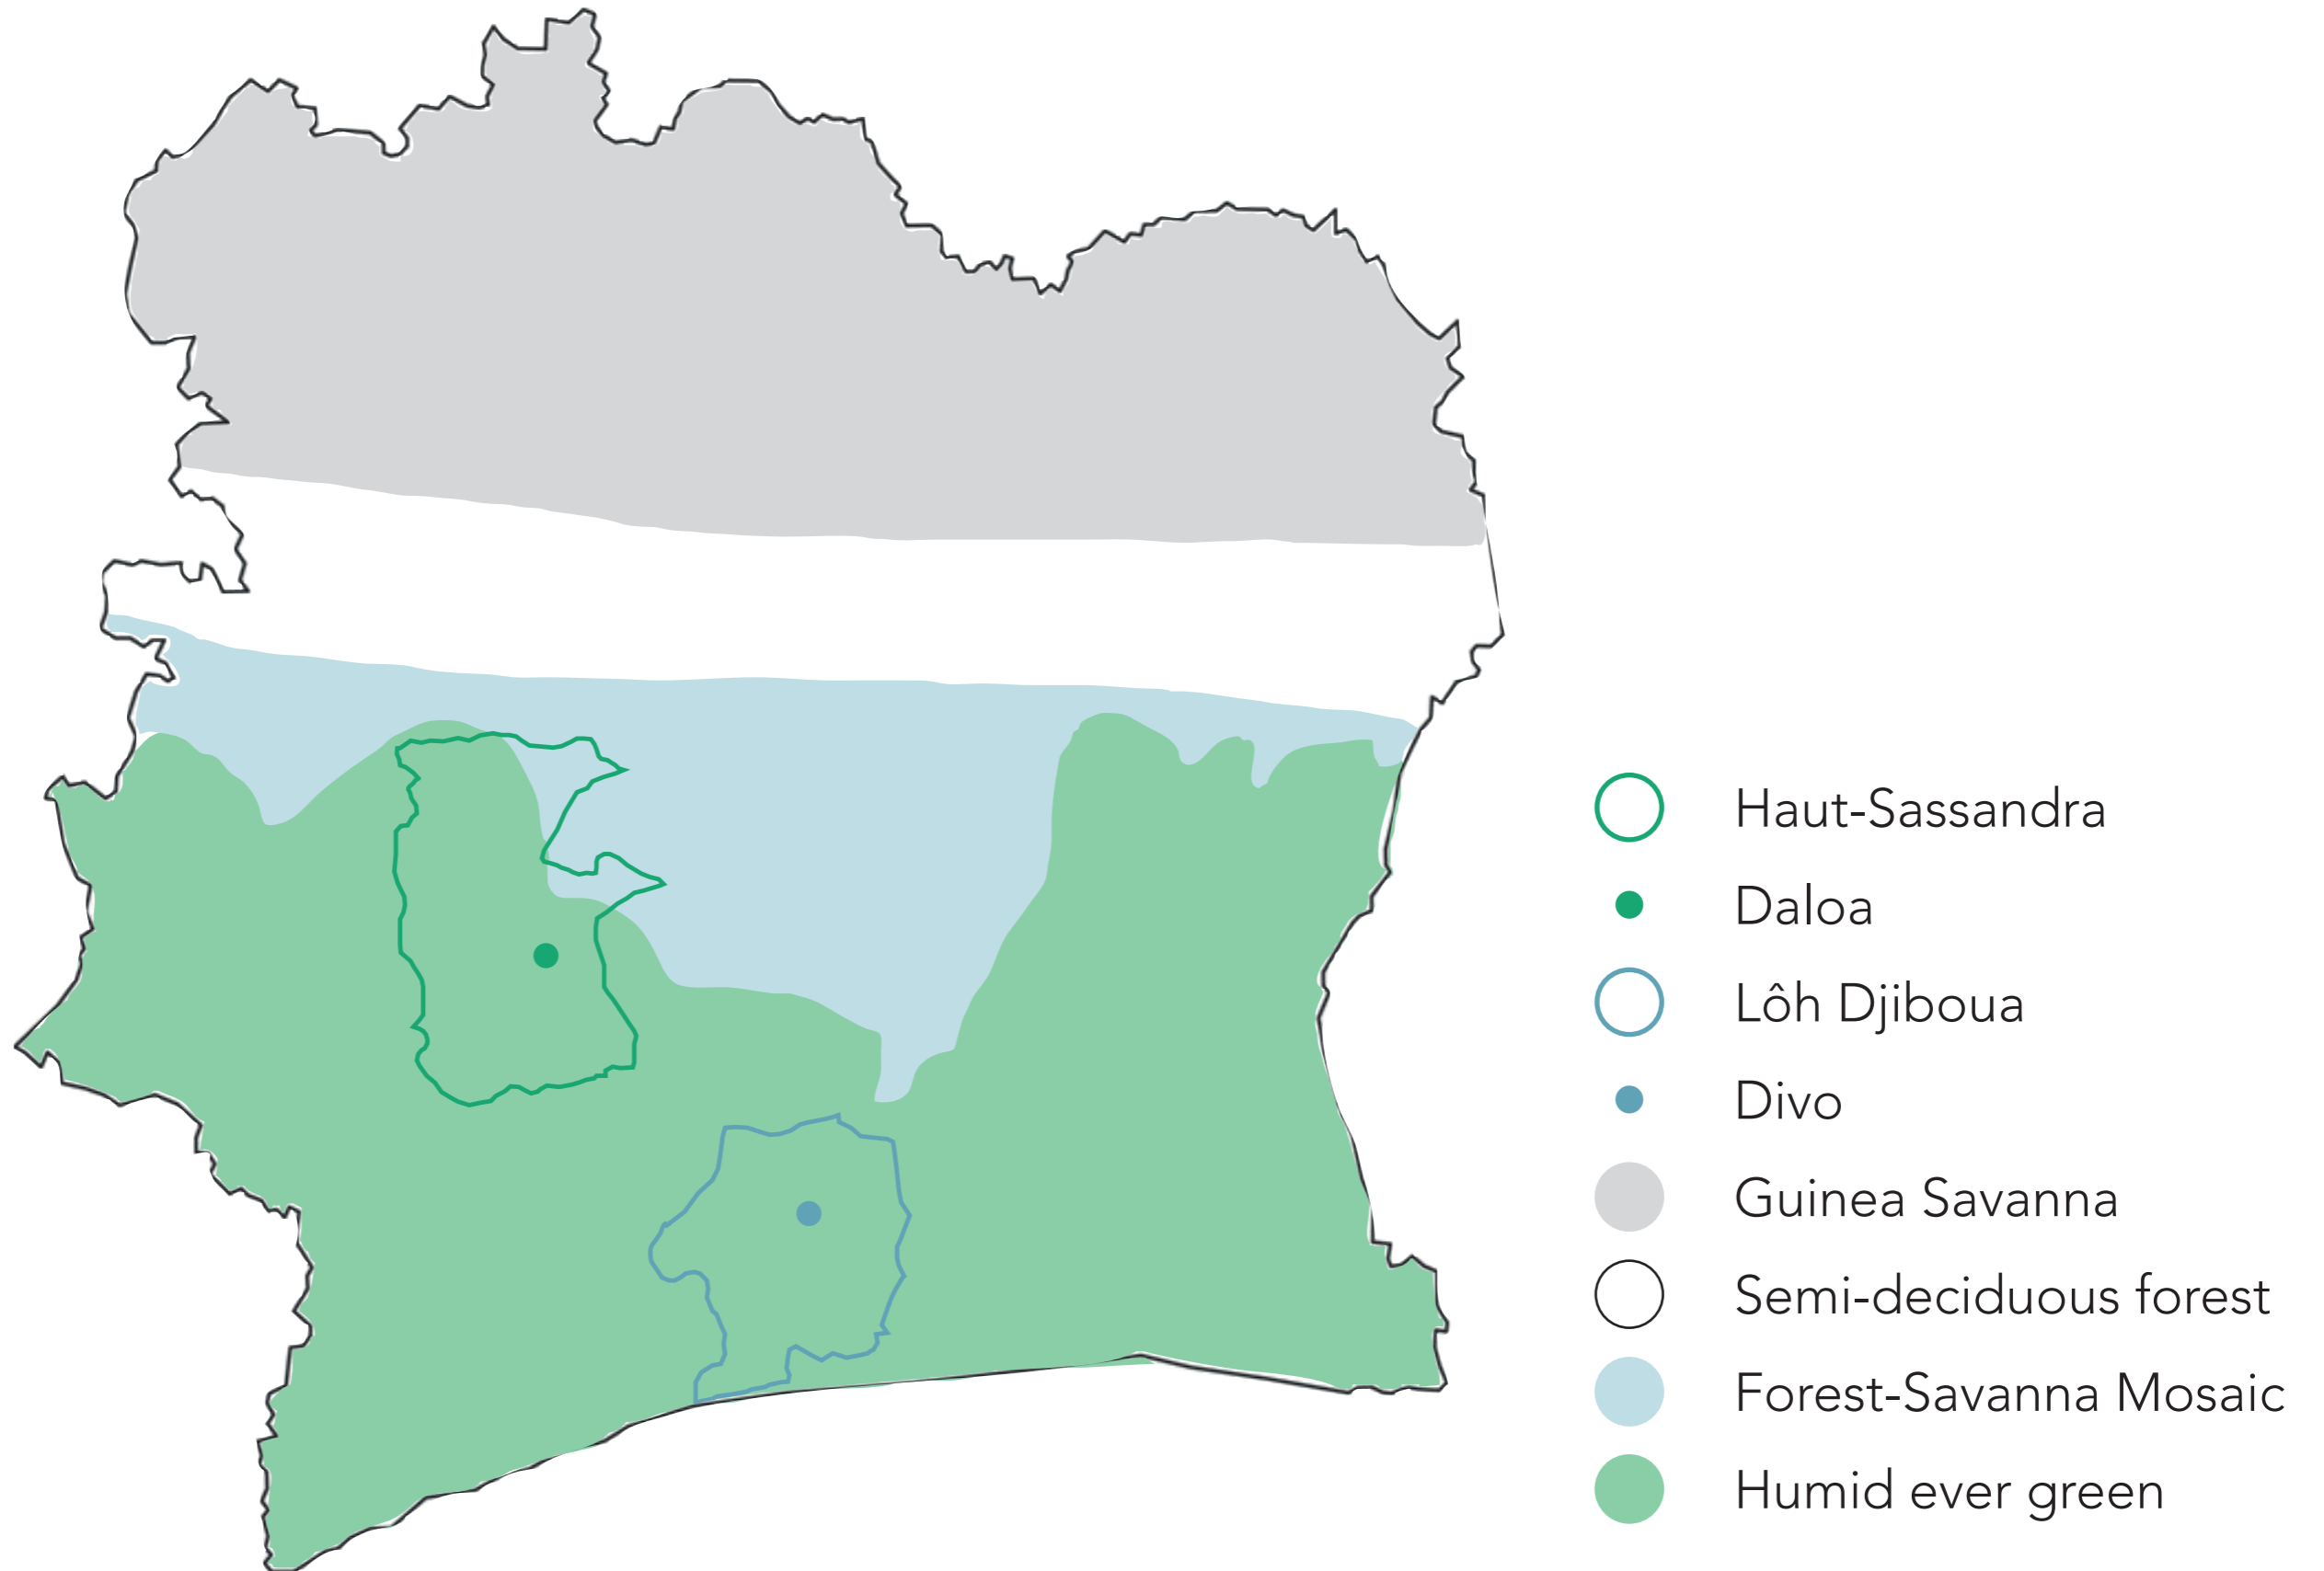 Haut-Sassandra
Daloa
Lôh Djiboua
Divo
Guinea Savanna
Semi-deciduous forest
Forest-Savanna Mosaic
Humid ever green